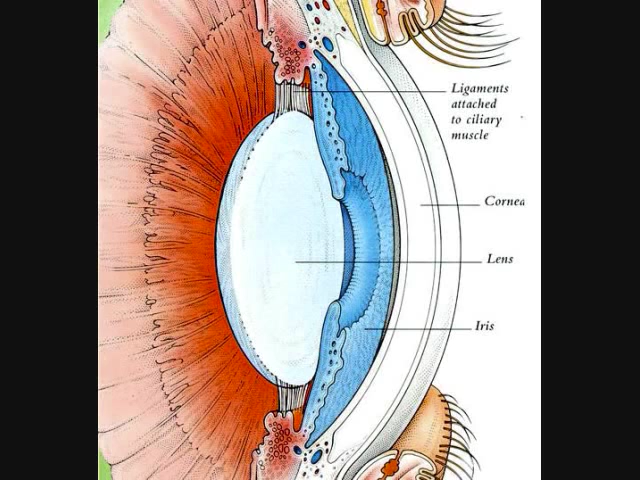 Ligaments
attached
to ciliary
muscle
Cornea
Lens
Iris